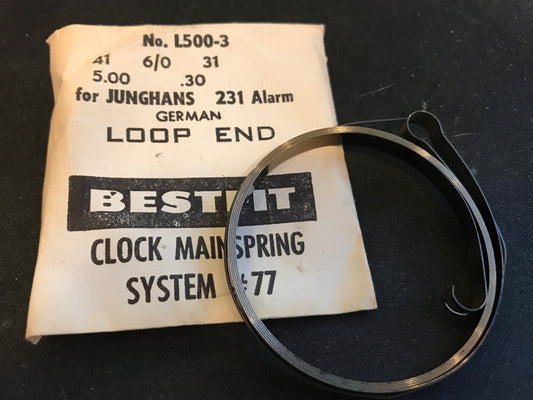 No. L500-3
41 6/0 31
5.00 .30
for JUNGHANS 231 Alarm
GERMAN
LOOP END
BESTFIT
CLOCK MAINSPRING
SYSTEM #77